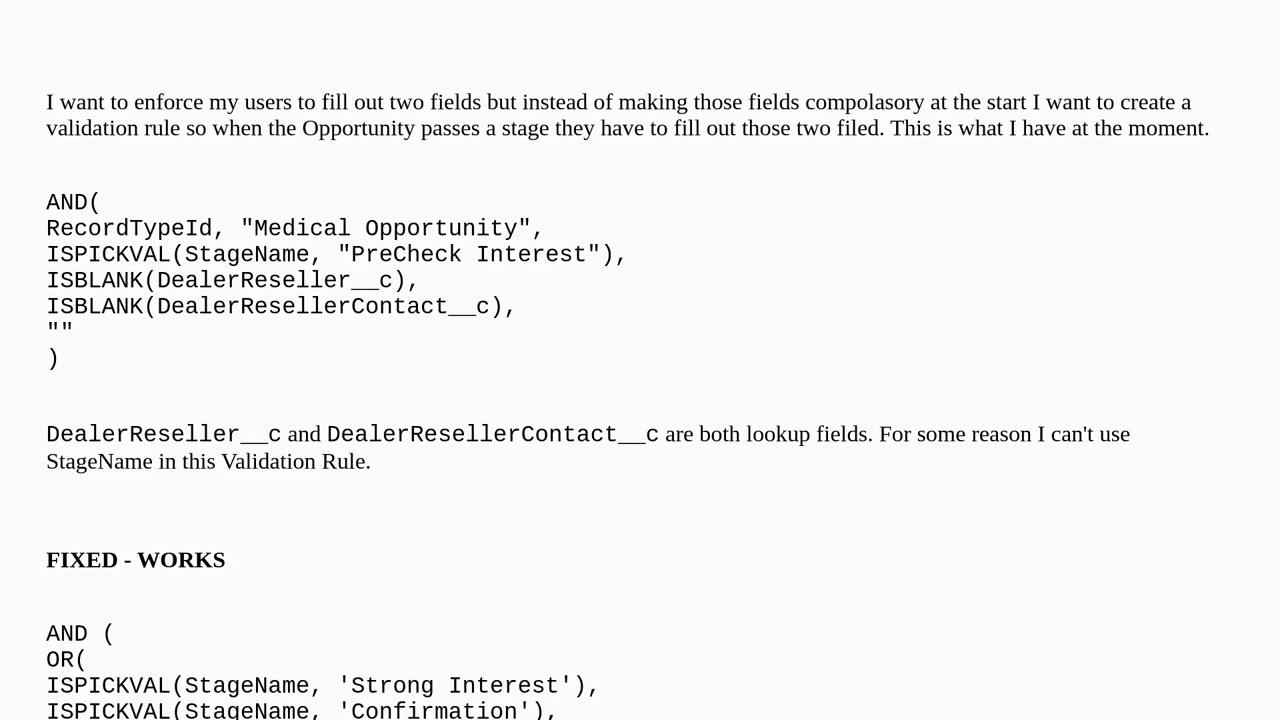 I want to enforce my users to fill out two fields but instead of making those fields compolasory at the start I want to create a
validation rule so when the Opportunity passes a stage they have to fill out those two filed. This is what I have at the moment.
AND(
RecordTypeId, "Medical Opportunity",
ISPICKVAL(StageName, "PreCheck Interest"),
ISBLANK(DealerReseller__c),
ISBLANK(DealerResellerContact__c),
""
)
DealerReseller__c and DealerResellerContact__c are both lookup fields. For some reason I can't use
StageName in this Validation Rule.
FIXED - WORKS
AND (
OR(
ISPICKVAL(StageName, 'Strong Interest'),
ISPICKVAL(StageName, 'Confirmation'),